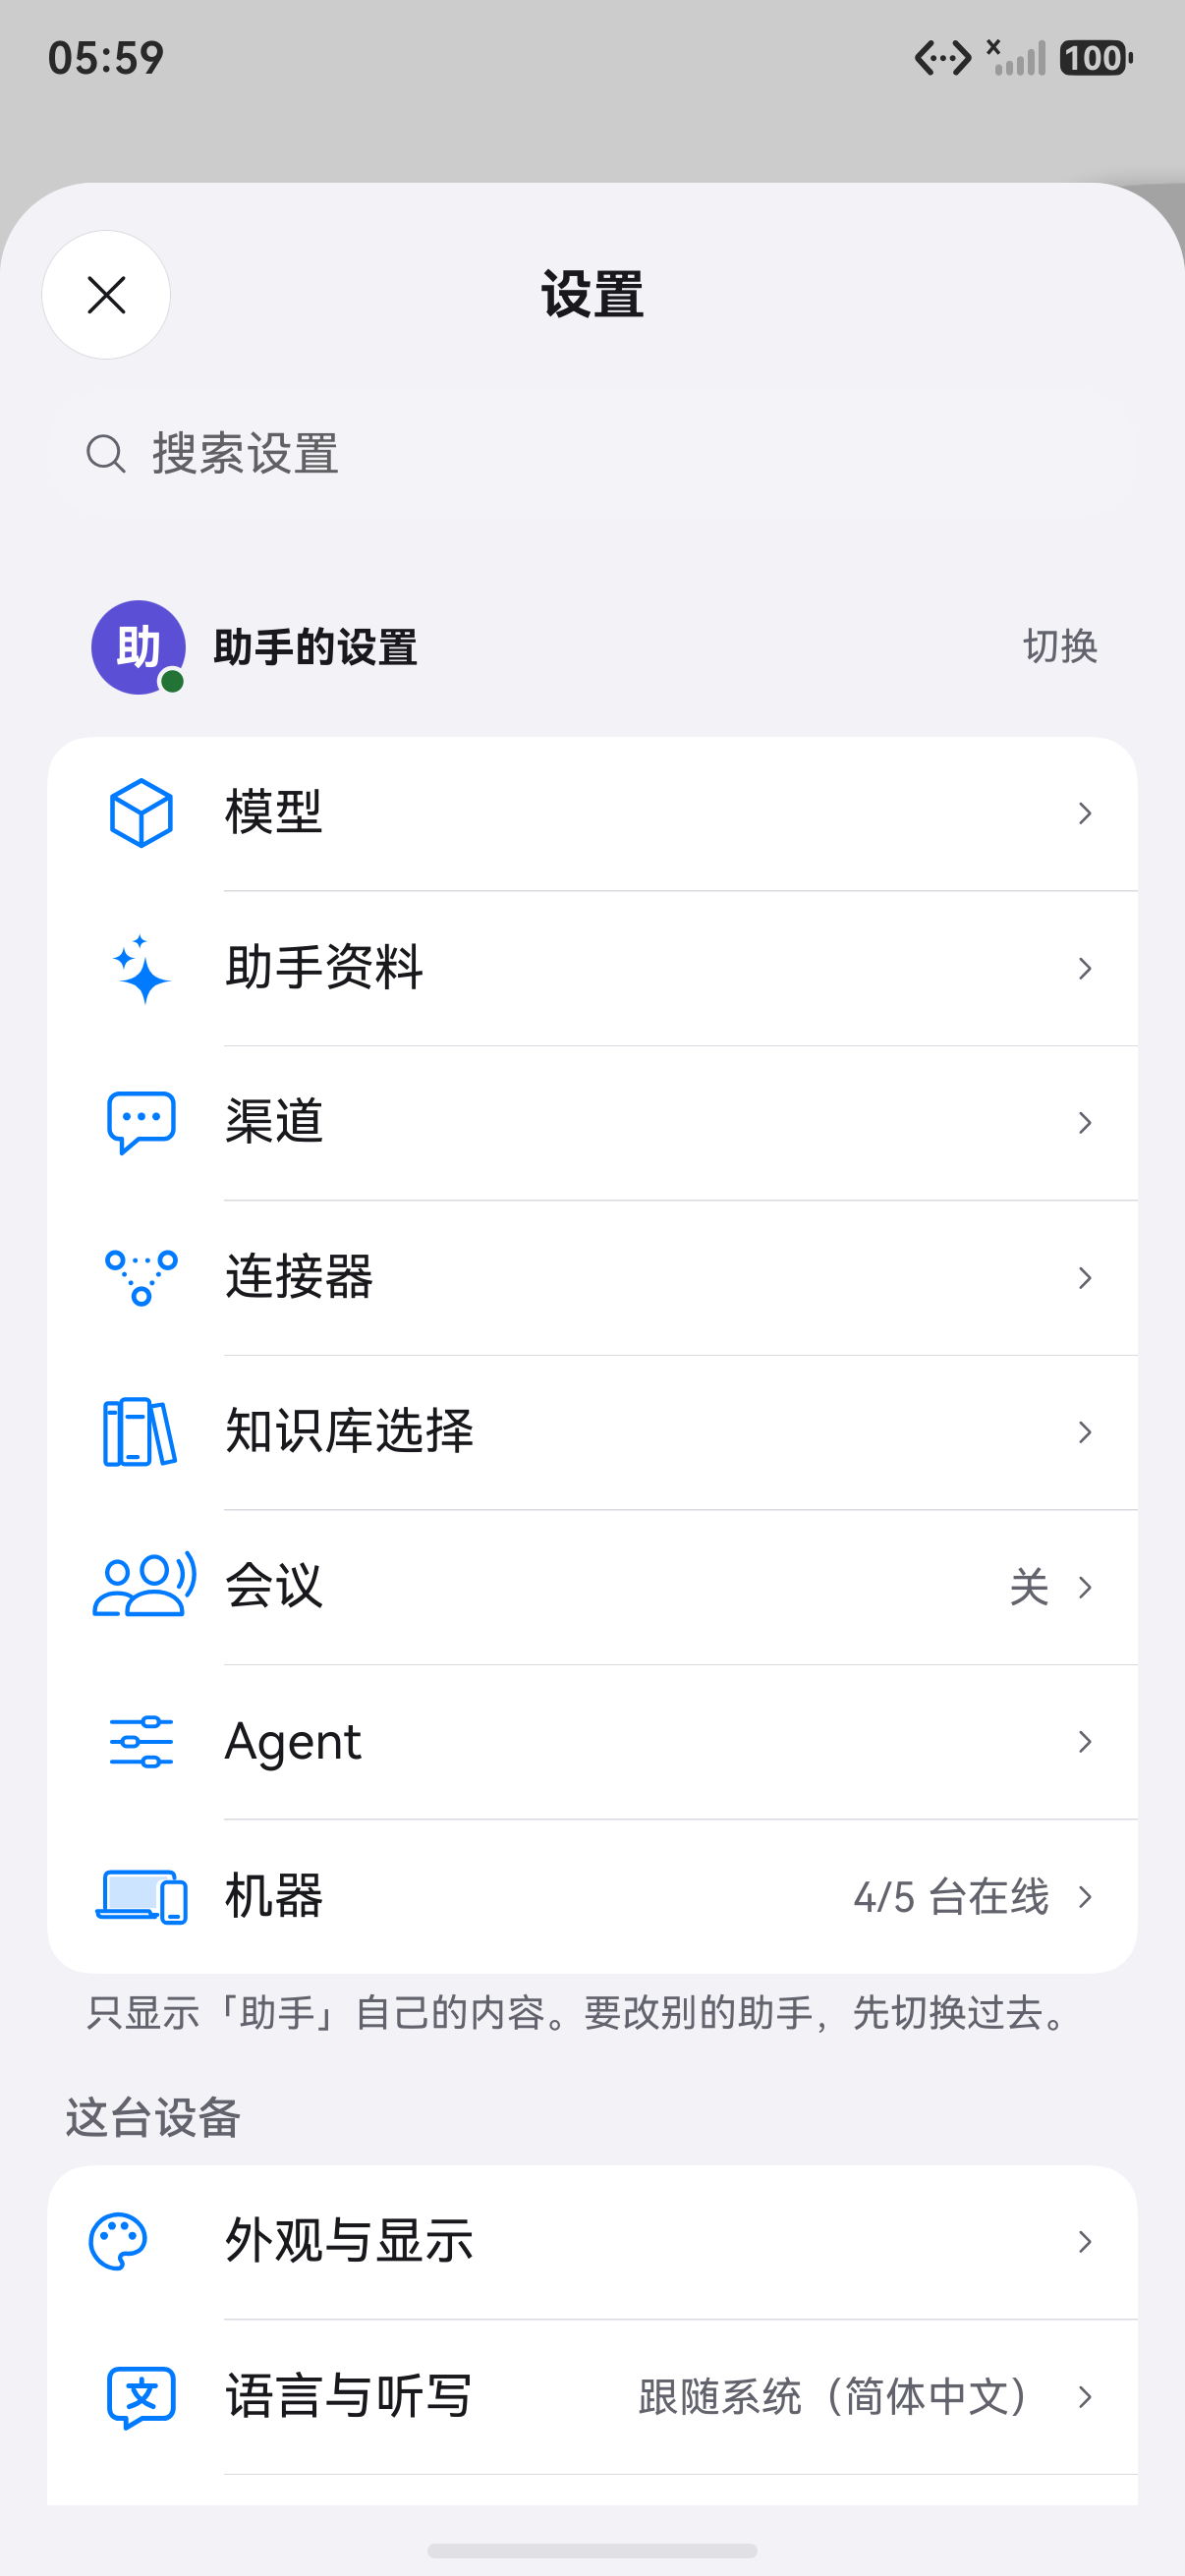 05:59
100
设置
搜索设置
助 助手的设置 切换
模型
助手资料
渠道
连接器
知识库选择
会议 关
Agent
机器 4/5 台在线
只显示「助手」自己的内容。要改别的助手，先切换过去。
这台设备
外观与显示
文 语言与听写 跟随系统（简体中文）